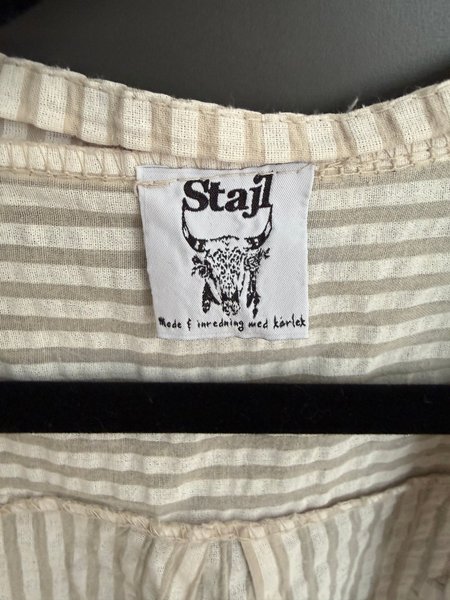 Stajl
Mode & inredning med kärlek